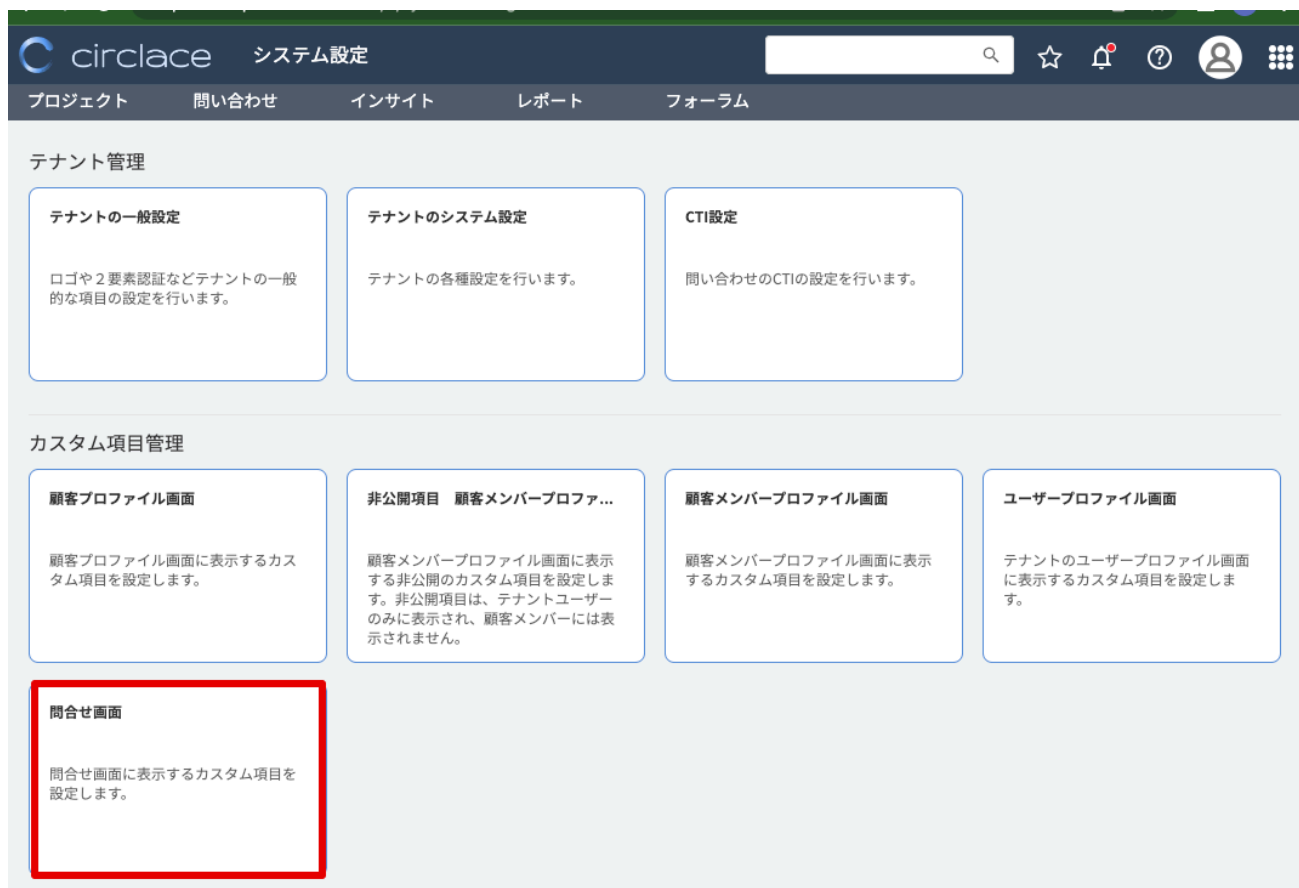 circlace システム設定
プロジェクト 問い合わせ インサイト レポート フォーラム
テナント管理
テナントの一般設定
ロゴや２要素認証などテナントの一般
的な項目の設定を行います。
テナントのシステム設定
テナントの各種設定を行います。
CTI設定
問い合わせのCTIの設定を行います。
カスタム項目管理
顧客プロファイル画面
顧客プロファイル画面に表示するカス
タム項目を設定します。
非公開項目　顧客メンバープロファ...
顧客メンバープロファイル画面に表示
する非公開のカスタム項目を設定しま
す。非公開項目は、テナントユーザー
のみに表示され、顧客メンバーには表
示されません。
顧客メンバープロファイル画面
顧客メンバープロファイル画面に表示
するカスタム項目を設定します。
ユーザープロファイル画面
テナントのユーザープロファイル画面
に表示するカスタム項目を設定しま
す。
問合せ画面
問合せ画面に表示するカスタム項目を
設定します。